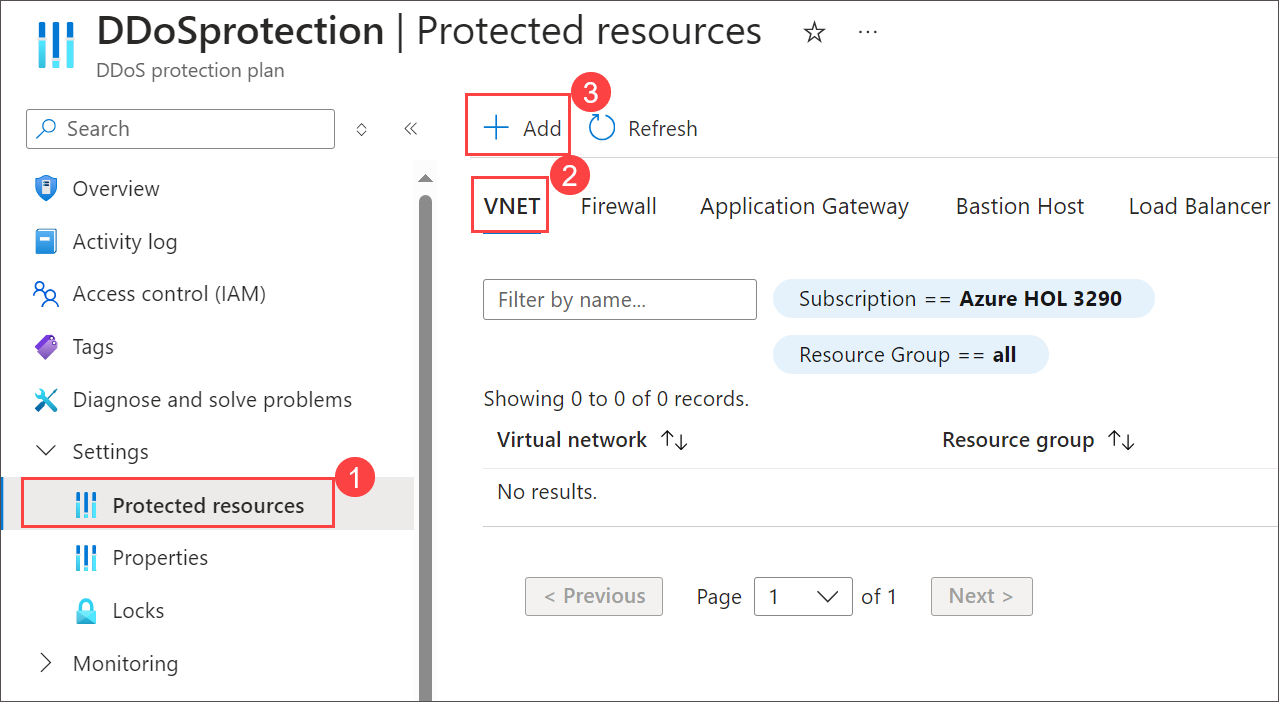 DDoSprotection | Protected resources
DDoS protection plan
Search
Overview
Activity log
Access control (IAM)
Tags
Diagnose and solve problems
Settings
Protected resources
1
Properties
Locks
Monitoring
Add
3
Refresh
VNET
2
Firewall
Application Gateway
Bastion Host
Load Balancer
Filter by name...
Subscription == Azure HOL 3290
Resource Group == all
Showing 0 to 0 of 0 records.
Virtual network
Resource group
No results.
< Previous
Page 1 of 1
Next >